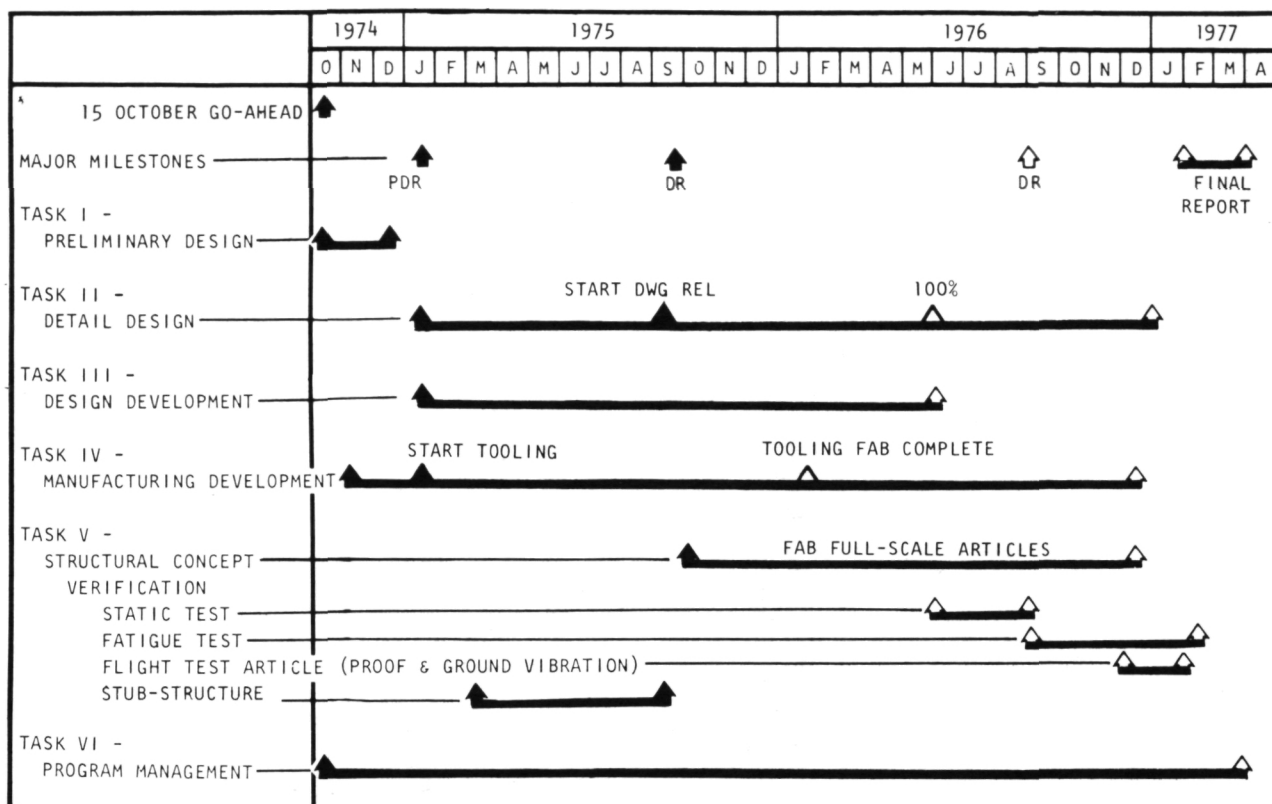 1974 1975 1976 1977
O N D J F M A M J J A S O N D J F M A M J J A S O N D J F M A
15 OCTOBER GO-AHEAD
MAJOR MILESTONES
PDR DR DR FINAL
REPORT
TASK I -
PRELIMINARY DESIGN
TASK II - START DWG REL 100%
DETAIL DESIGN
TASK III -
DESIGN DEVELOPMENT
TASK IV - START TOOLING TOOLING FAB COMPLETE
MANUFACTURING DEVELOPMENT
TASK V -
STRUCTURAL CONCEPT FAB FULL-SCALE ARTICLES
VERIFICATION
STATIC TEST
FATIGUE TEST
FLIGHT TEST ARTICLE (PROOF & GROUND VIBRATION)
STUB-STRUCTURE
TASK VI -
PROGRAM MANAGEMENT